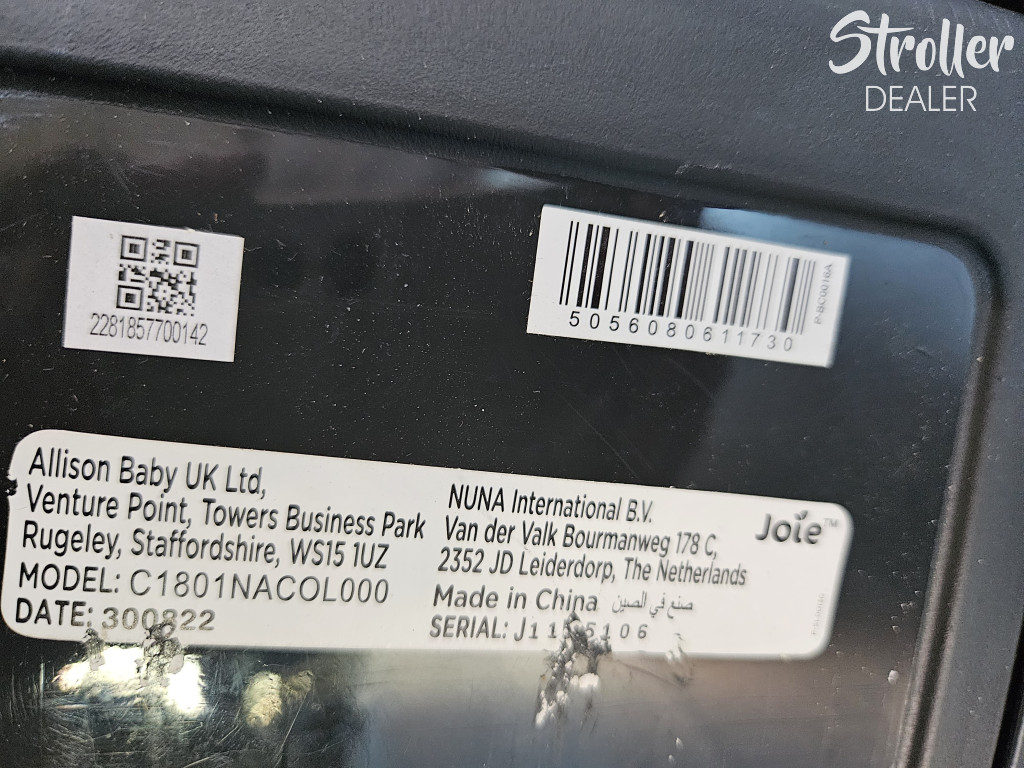 Stroller
DEALER
2281857700142
5056080611730
P-BC0016A
Allison Baby UK Ltd,
Venture Point, Towers Business Park
Rugeley, Staffordshire, WS15 1UZ
MODEL: C1801NACOL000
DATE: 300822
NUNA International B.V.
Van der Valk Bourmanweg 178 C,
2352 JD Leiderdorp, The Netherlands
Made in China صنع في الصين
SERIAL:
Joie™